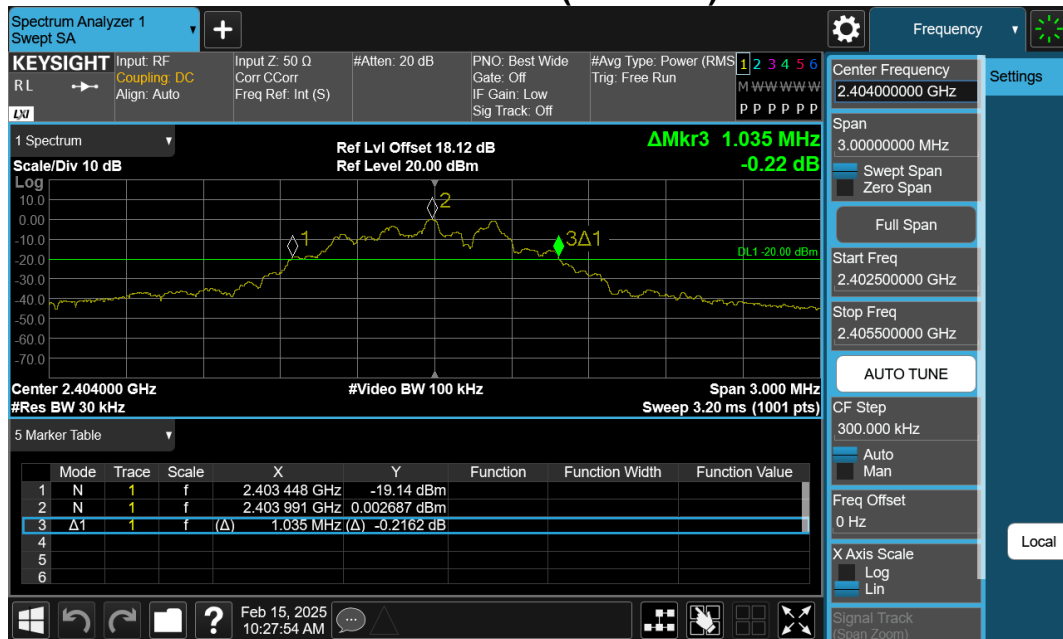 Spectrum Analyzer 1
Swept SA
Frequency
KEYSIGHT
RL
LXI
Input: RF
Coupling: DC
Align: Auto
Input Z: 50 Ω
Corr CCorr
Freq Ref: Int (S)
#Atten: 20 dB
PNO: Best Wide
Gate: Off
IF Gain: Low
Sig Track: Off
#Avg Type: Power (RMS
Trig: Free Run
1 2 3 4 5 6
M W W W W W
P P P P P P
1 Spectrum
Scale/Div 10 dB
Ref Lvl Offset 18.12 dB
Ref Level 20.00 dBm
ΔMkr3 1.035 MHz
-0.22 dB
Log
10.0
0.00
-10.0
-20.0
-30.0
-40.0
-50.0
-60.0
-70.0
1
2
3Δ1
DL1 -20.00 dBm
Center 2.404000 GHz
#Video BW 100 kHz
Span 3.000 MHz
#Res BW 30 kHz
Sweep 3.20 ms (1001 pts)
5 Marker Table
Mode Trace Scale X Y Function Function Width Function Value
1 N 1 f 2.403 448 GHz -19.14 dBm
2 N 1 f 2.403 991 GHz 0.002687 dBm
3 Δ1 1 f (Δ) 1.035 MHz (Δ) -0.2162 dB
4
5
6
Feb 15, 2025
10:27:54 AM
Center Frequency
2.404000000 GHz
Span
3.00000000 MHz
Swept Span
Zero Span
Full Span
Start Freq
2.402500000 GHz
Stop Freq
2.405500000 GHz
AUTO TUNE
CF Step
300.000 kHz
Auto
Man
Freq Offset
0 Hz
X Axis Scale
Log
Lin
Signal Track
(Span Zoom)
Settings
Local